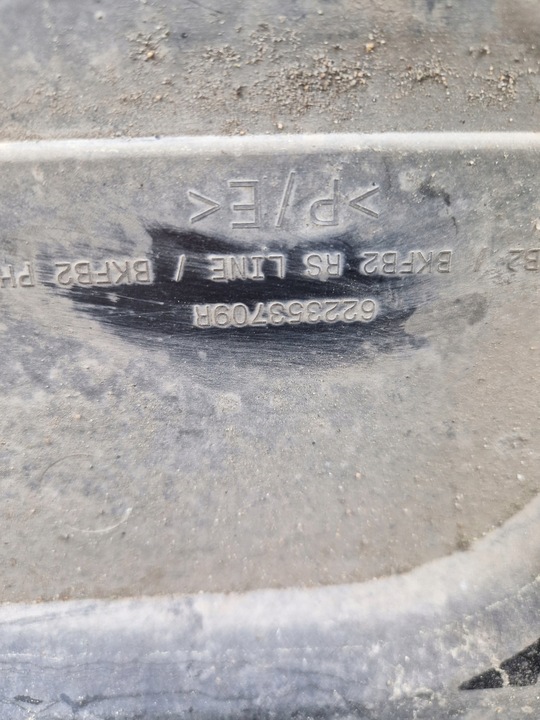 622353709R
B2 / BKFB2 RS LINE / BKFB2 PH
>P/E<